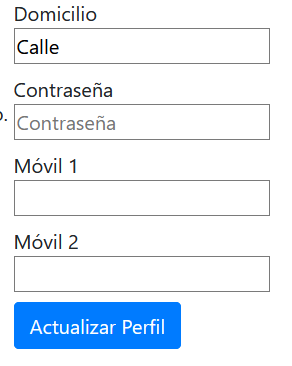 Domicilio
Calle
Contraseña
o.
Contraseña
Móvil 1
Móvil 2
Actualizar Perfil